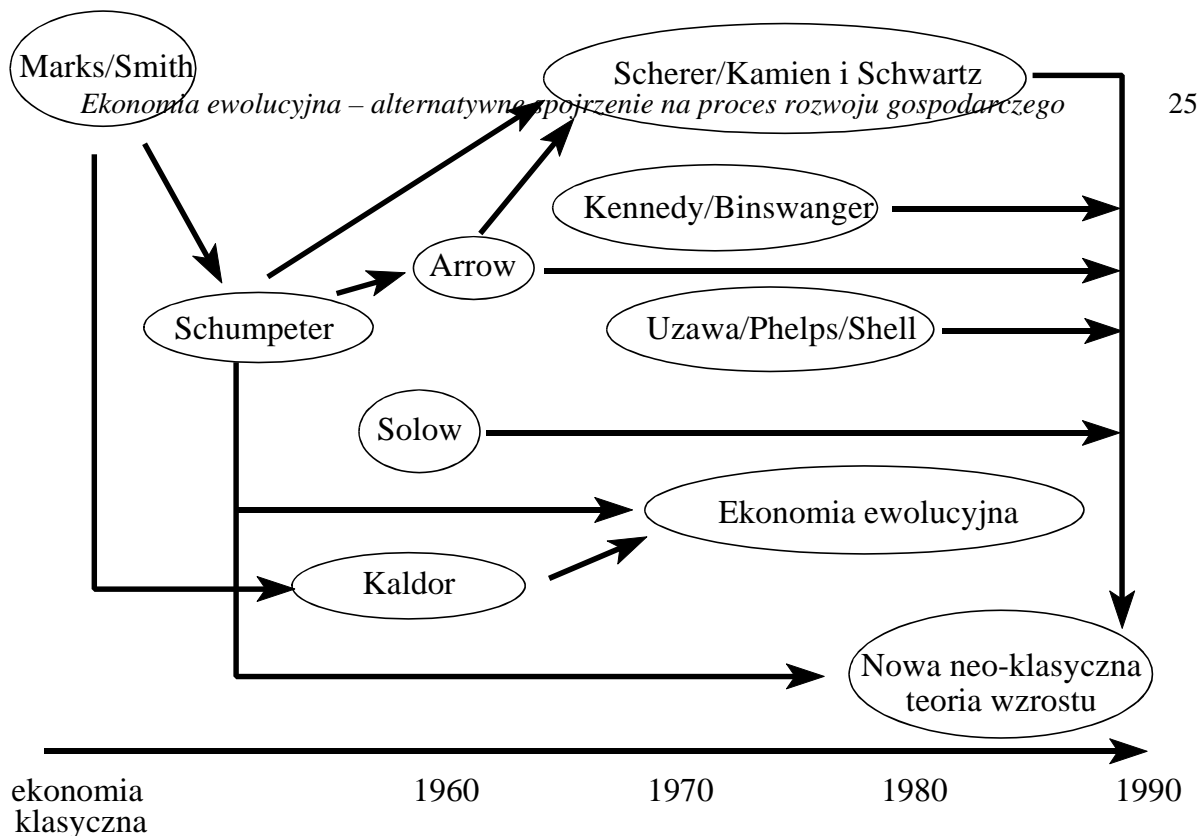 Marks/Smith
Scherer/Kamien i Schwartz
Ekonomia ewolucyjna – alternatywne spojrzenie na proces rozwoju gospodarczego 25
Kennedy/Binswanger
Arrow
Schumpeter
Uzawa/Phelps/Shell
Solow
Ekonomia ewolucyjna
Kaldor
Nowa neo-klasyczna
teoria wzrostu
ekonomia
klasyczna
1960
1970
1980
1990